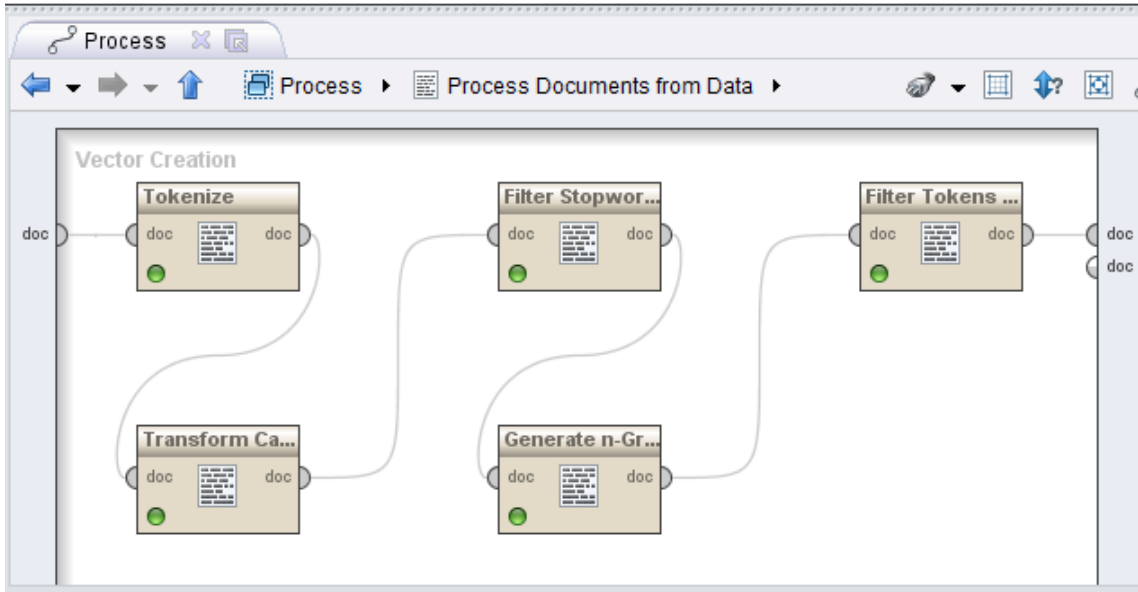 Process
Process Process Documents from Data
Vector Creation
Tokenize Filter Stopwor... Filter Tokens ...
doc doc doc doc doc doc doc doc
doc
Transform Ca... Generate n-Gr...
doc doc doc doc